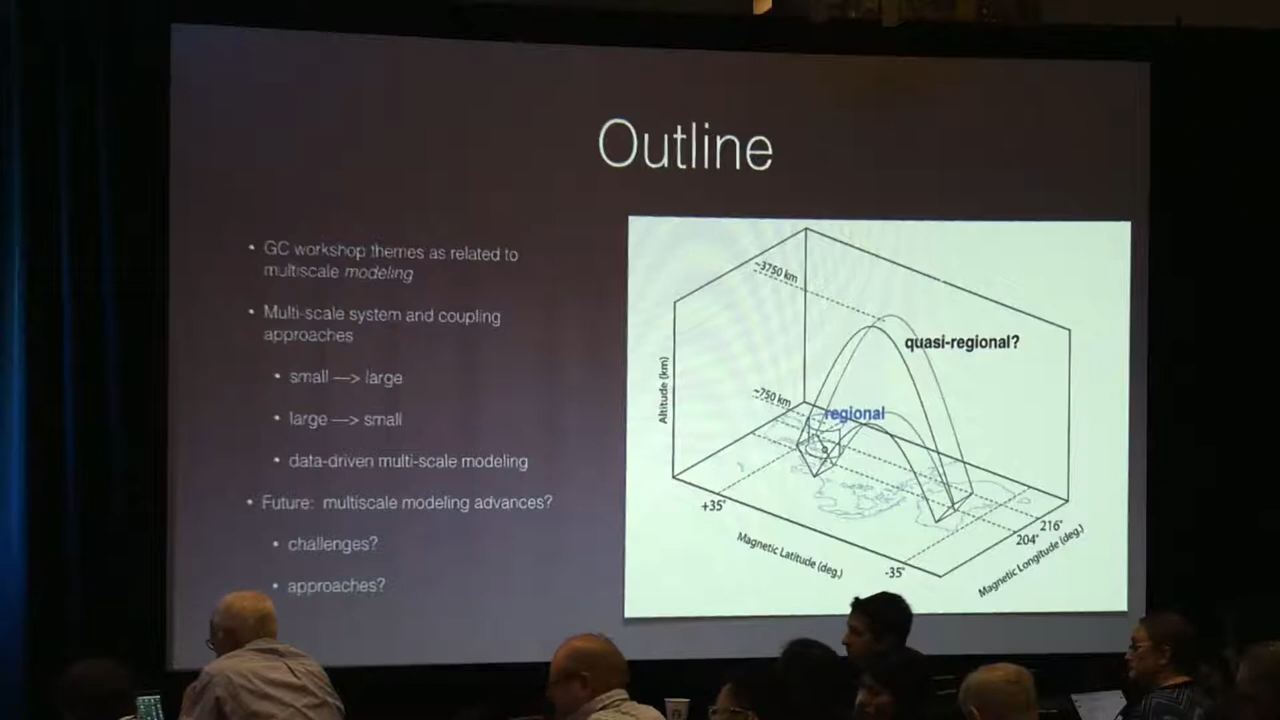 Outline
• GC workshop themes as related to
multiscale modeling
• Multi-scale system and coupling
approaches
• small —> large
• large —> small
• data-driven multi-scale modeling
• Future: multiscale modeling advances?
• challenges?
• approaches?
~3750 km
quasi-regional?
Altitude (km)
~750 km
regional
+35°
Magnetic Latitude (deg.)
-35°
204°
216°
Magnetic Longitude (deg.)